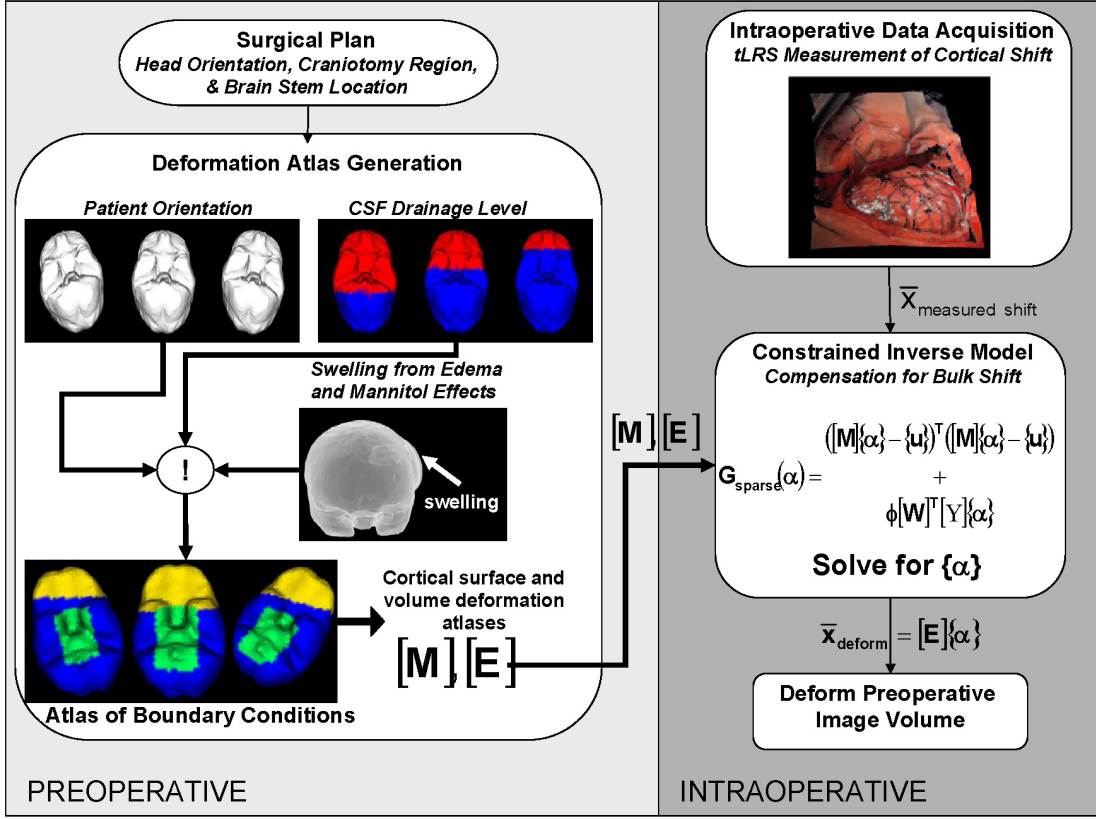 Surgical Plan
Head Orientation, Craniotomy Region,
& Brain Stem Location
Deformation Atlas Generation
Patient Orientation
CSF Drainage Level
Swelling from Edema
and Mannitol Effects
swelling
!
Cortical surface and
volume deformation
atlases
[M], [E]
Atlas of Boundary Conditions
PREOPERATIVE
[M], [E]
Intraoperative Data Acquisition
tLRS Measurement of Cortical Shift
x̅ measured shift
Constrained Inverse Model
Compensation for Bulk Shift
([M]{α} − {u})ᵀ ([M]{α} − {u})
G_sparse(α) =
+
ϕ[W]ᵀ[Υ]{α}
Solve for {α}
x̅_deform = [E]{α}
Deform Preoperative
Image Volume
INTRAOPERATIVE